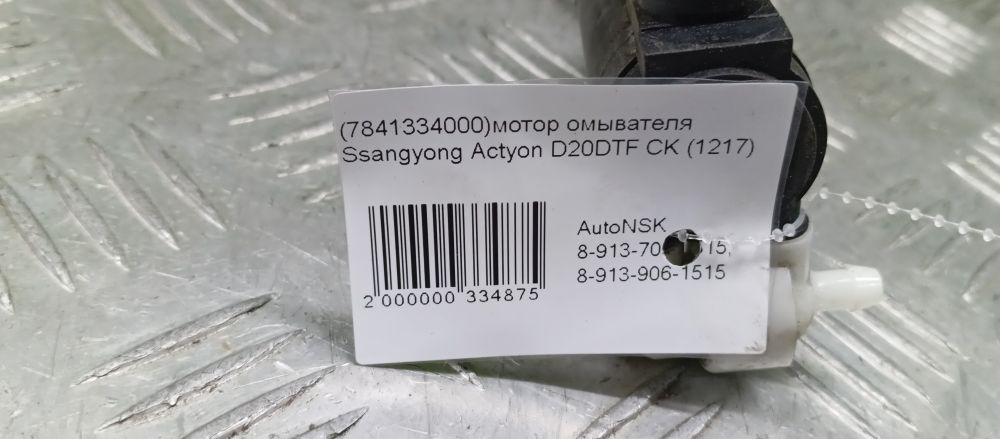 (7841334000)мотор омывателя
Ssangyong Actyon D20DTF CK (1217)
AutoNSK
8-913-906-1515
2 000000 334875